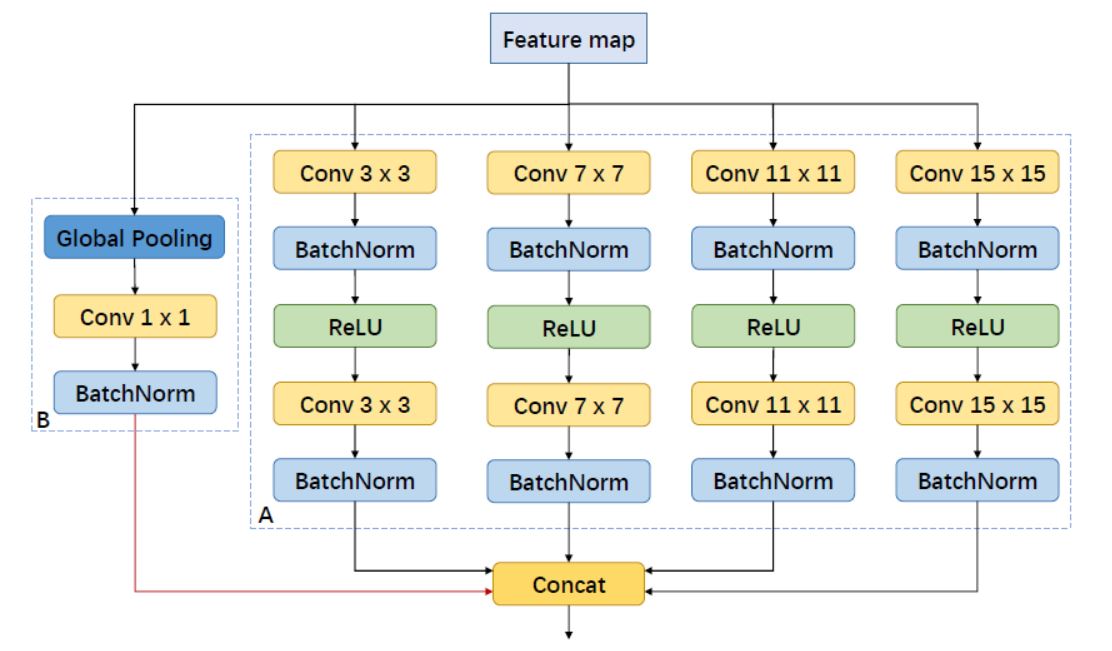 Feature map
Global Pooling
Conv 1 x 1
BatchNorm
B
Conv 3 x 3
BatchNorm
ReLU
Conv 3 x 3
BatchNorm
Conv 7 x 7
BatchNorm
ReLU
Conv 7 x 7
BatchNorm
Conv 11 x 11
BatchNorm
ReLU
Conv 11 x 11
BatchNorm
Conv 15 x 15
BatchNorm
ReLU
Conv 15 x 15
BatchNorm
A
Concat